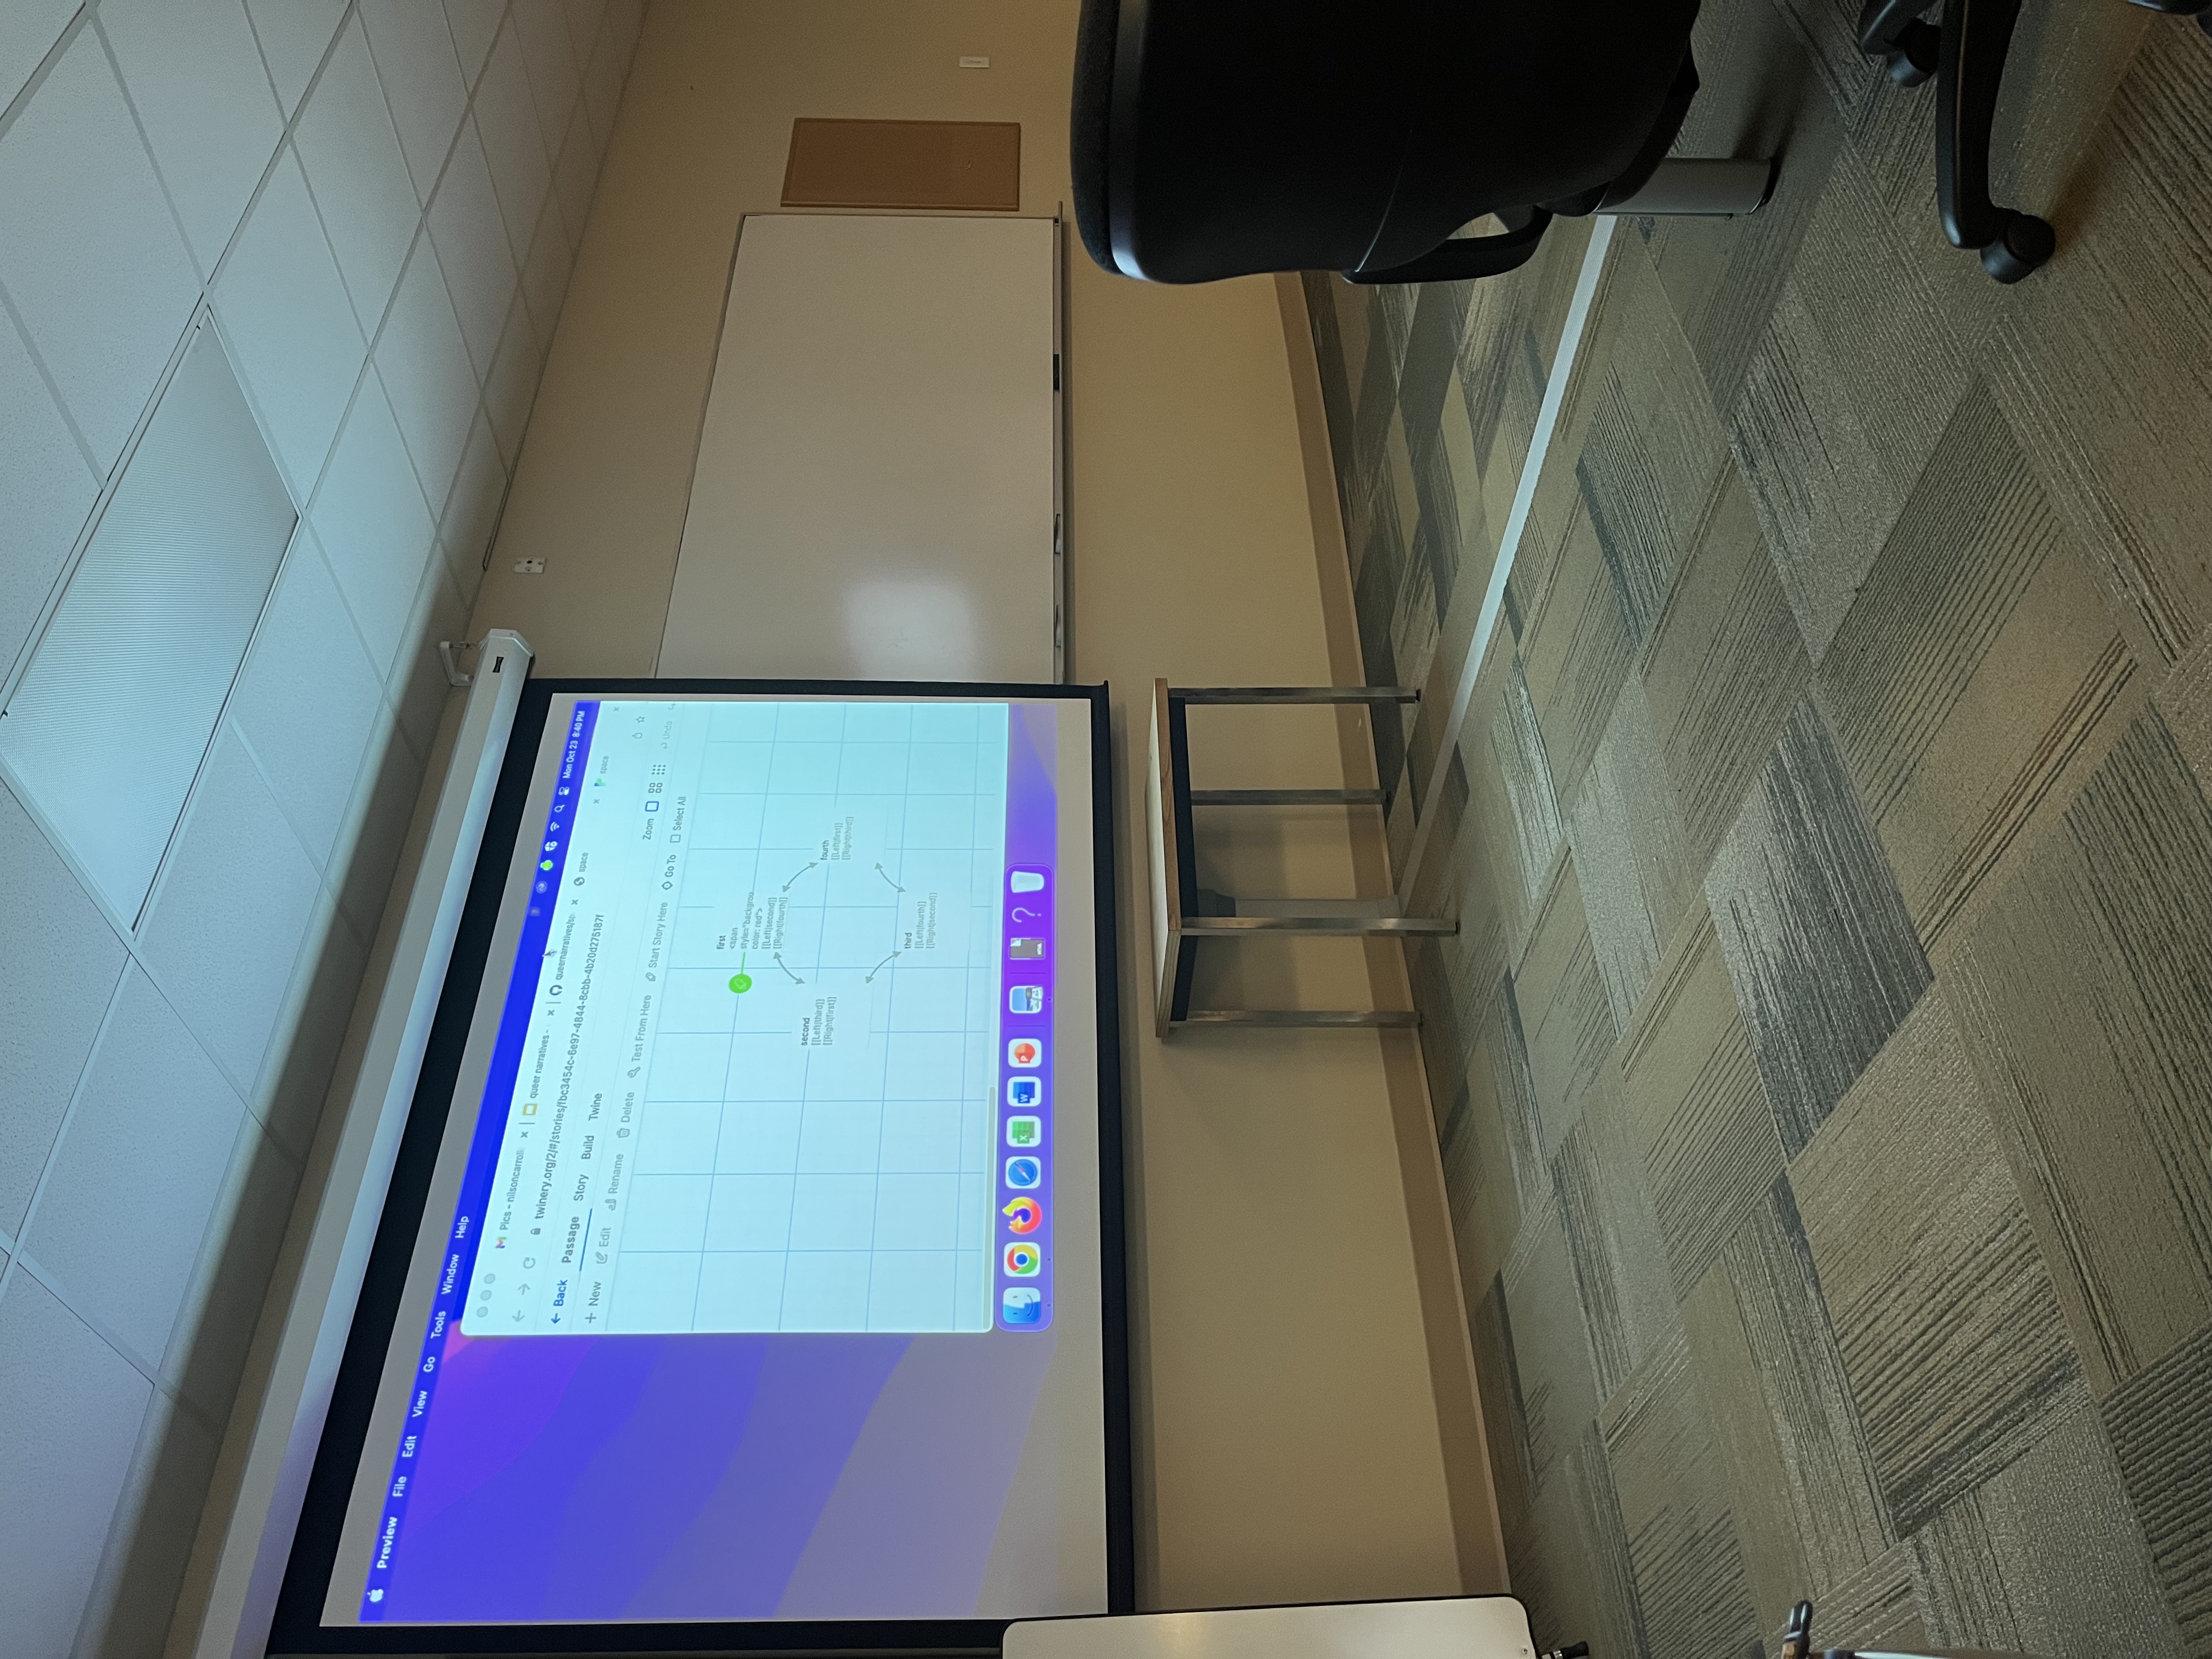 Preview File Edit View Go Tools Window Help
Mon Oct 23 8:40 PM
Pics - nilsoncarroll
queer narratives -
queernarratives/sp
space
space
twinery.org/2/#/stories/fbc3454c-6e97-4844-8cbb-4b20d275187f
Back Passage Story Build Twine
New Edit Rename Delete Test From Here Start Story Here Go To Select All
Zoom
Undo
first
<span
style="backgrou...
color: red">
[[Left|second]]
[[Right|fourth]]
second
[[Left|third]]
[[Right|first]]
fourth
[[Left|first]]
[[Right|third]]
third
[[Left|fourth]]
[[Right|second]]
X
W
P
HTML
?